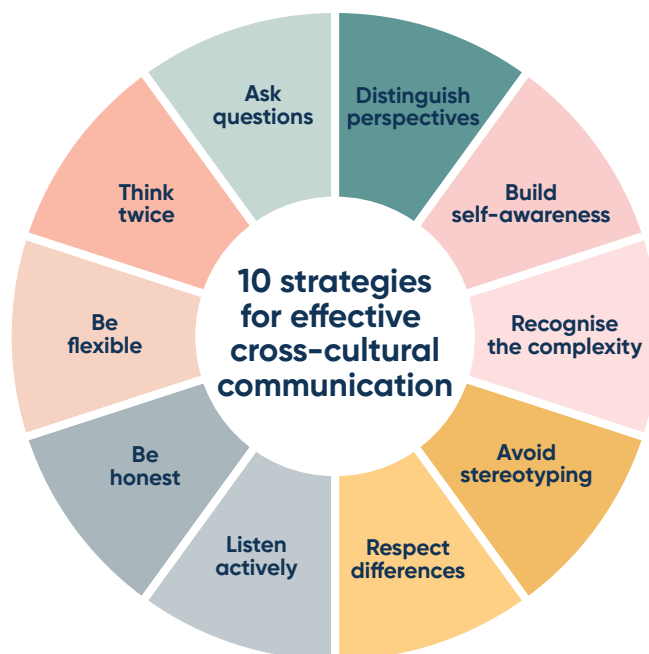 10 strategies
for effective
cross-cultural
communication
Distinguish
perspectives
Build
self-awareness
Recognise
the complexity
Avoid
stereotyping
Respect
differences
Listen
actively
Be
honest
Be
flexible
Think
twice
Ask
questions